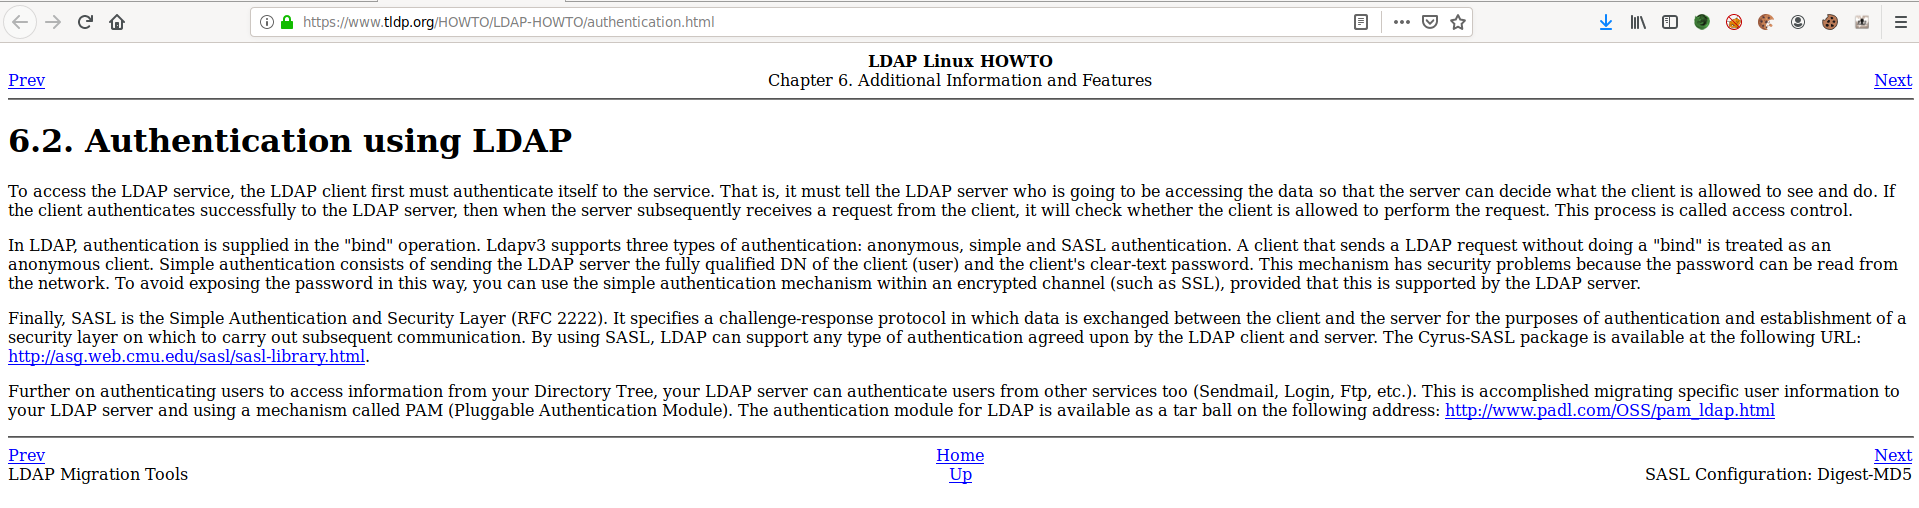 https://www.tldp.org/HOWTO/LDAP-HOWTO/authentication.html
LDAP Linux HOWTO
Prev Chapter 6. Additional Information and Features Next
6.2. Authentication using LDAP
To access the LDAP service, the LDAP client first must authenticate itself to the service. That is, it must tell the LDAP server who is going to be accessing the data so that the server can decide what the client is allowed to see and do. If
the client authenticates successfully to the LDAP server, then when the server subsequently receives a request from the client, it will check whether the client is allowed to perform the request. This process is called access control.
In LDAP, authentication is supplied in the "bind" operation. Ldapv3 supports three types of authentication: anonymous, simple and SASL authentication. A client that sends a LDAP request without doing a "bind" is treated as an
anonymous client. Simple authentication consists of sending the LDAP server the fully qualified DN of the client (user) and the client's clear-text password. This mechanism has security problems because the password can be read from
the network. To avoid exposing the password in this way, you can use the simple authentication mechanism within an encrypted channel (such as SSL), provided that this is supported by the LDAP server.
Finally, SASL is the Simple Authentication and Security Layer (RFC 2222). It specifies a challenge-response protocol in which data is exchanged between the client and the server for the purposes of authentication and establishment of a
security layer on which to carry out subsequent communication. By using SASL, LDAP can support any type of authentication agreed upon by the LDAP client and server. The Cyrus-SASL package is available at the following URL:
http://asg.web.cmu.edu/sasl/sasl-library.html.
Further on authenticating users to access information from your Directory Tree, your LDAP server can authenticate users from other services too (Sendmail, Login, Ftp, etc.). This is accomplished migrating specific user information to
your LDAP server and using a mechanism called PAM (Pluggable Authentication Module). The authentication module for LDAP is available as a tar ball on the following address: http://www.padl.com/OSS/pam_ldap.html
Prev Home Next
LDAP Migration Tools Up SASL Configuration: Digest-MD5